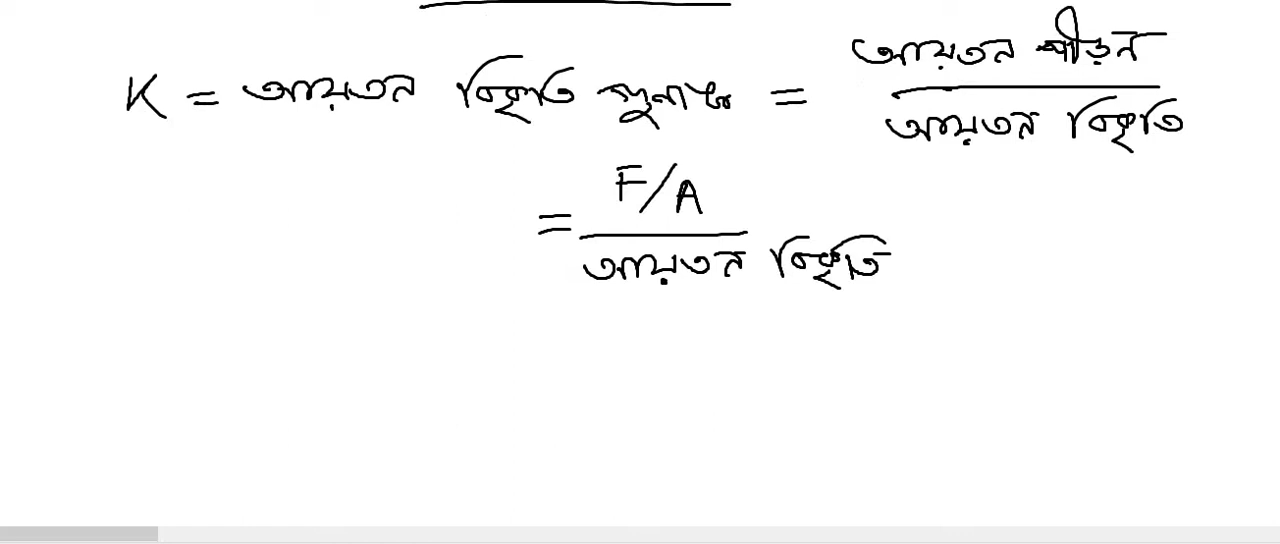 K = আয়তন বিকৃতি গুনাঙ্ক = আয়তন পীড়ন / আয়তন বিকৃতি
= F/A / আয়তন বিকৃতি